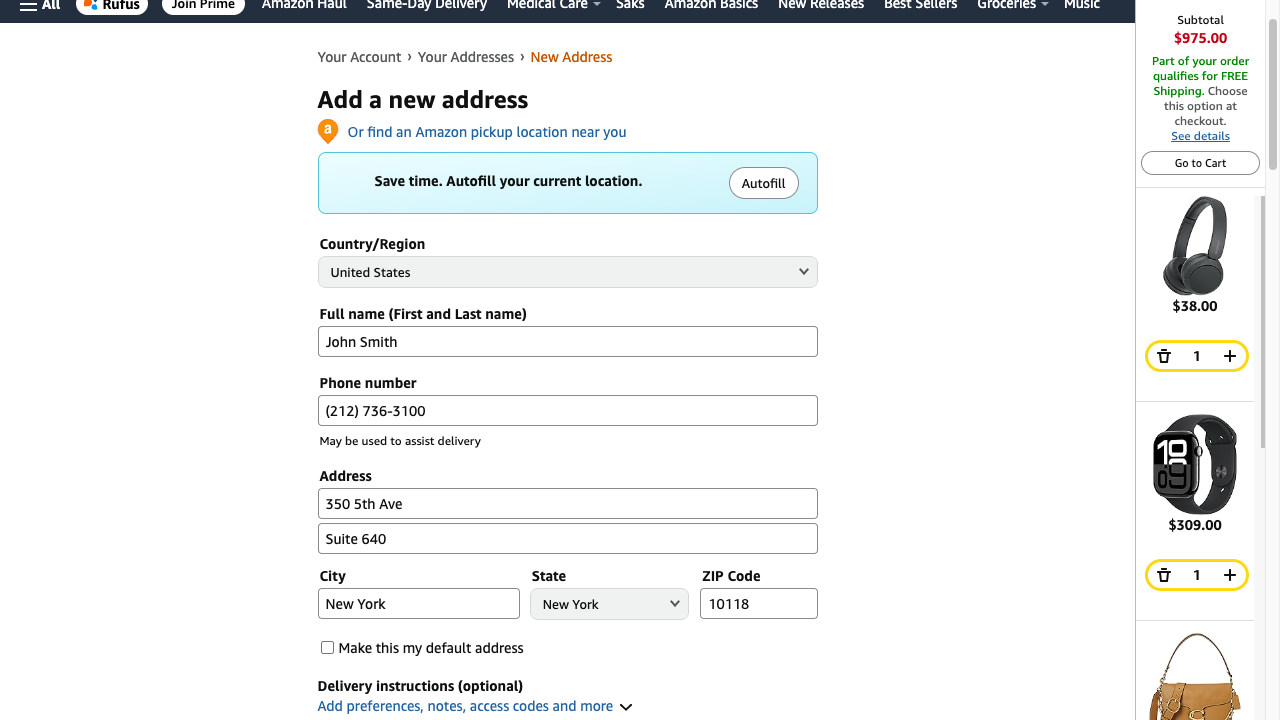 All
Rufus
Join Prime
Amazon Haul
Same-Day Delivery
Medical Care
Saks
Amazon Basics
New Releases
Best Sellers
Groceries
Music
Your Account › Your Addresses › New Address
Add a new address
a
Or find an Amazon pickup location near you
Save time. Autofill your current location.
Autofill
Country/Region
United States
Full name (First and Last name)
John Smith
Phone number
(212) 736-3100
May be used to assist delivery
Address
350 5th Ave
Suite 640
City
State
ZIP Code
New York
New York
10118
Make this my default address
Delivery instructions (optional)
Add preferences, notes, access codes and more
Subtotal
$975.00
Part of your order
qualifies for FREE
Shipping. Choose
this option at
checkout.
See details
Go to Cart
$38.00
1
10
09
$309.00
1